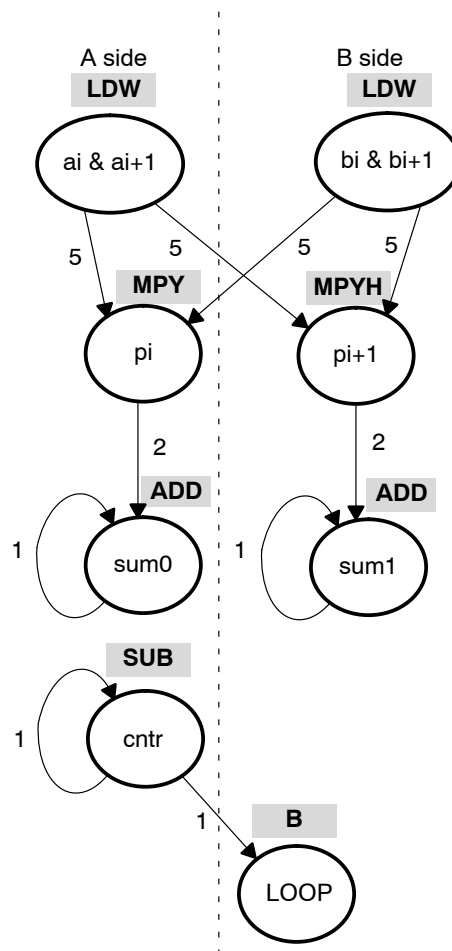 A side
B side
LDW
LDW
ai & ai+1
bi & bi+1
5
5
5
5
MPY
MPYH
pi
pi+1
2
2
ADD
ADD
1
sum0
1
sum1
SUB
1
cntr
1
B
LOOP